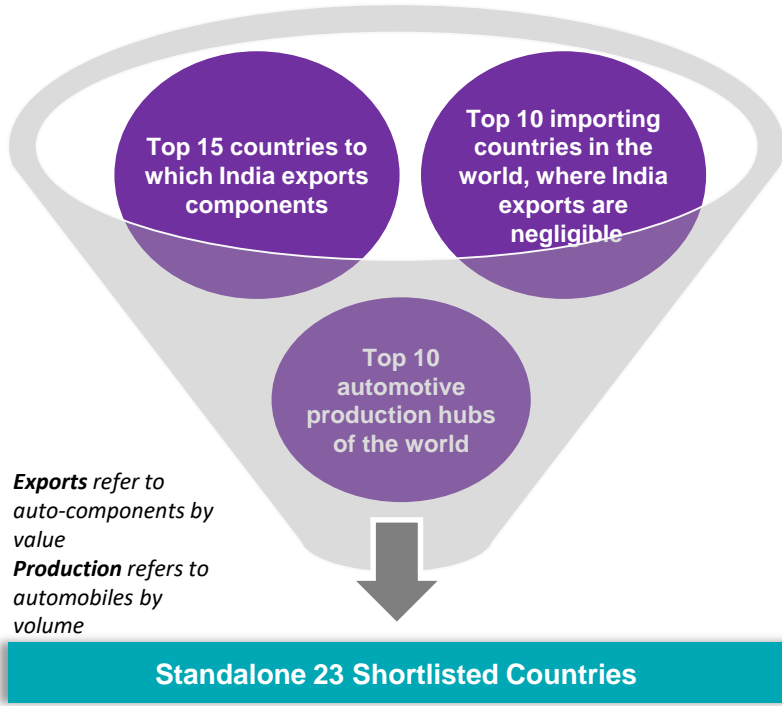 Top 15 countries to
which India exports
components
Top 10 importing
countries in the
world, where India
exports are
negligible
Top 10
automotive
production hubs
of the world
Exports refer to
auto-components by
value
Production refers to
automobiles by
volume
Standalone 23 Shortlisted Countries